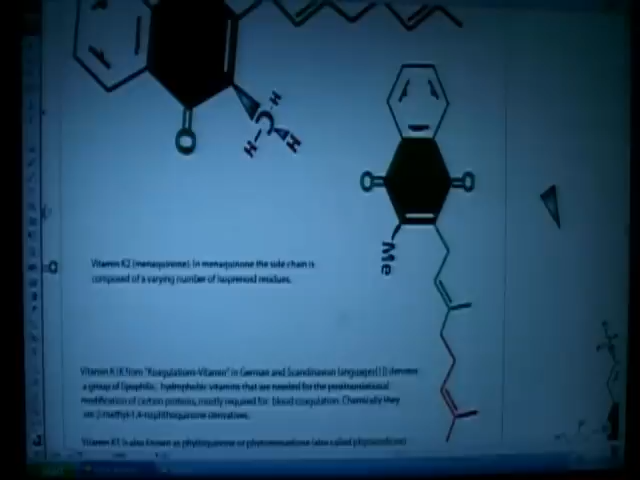 H
O
C
H
H
O
O
Me
Vitamin K2 (menaquinone). In menaquinone the side chain is
composed of a varying number of isoprenoid residues.
Vitamin K (K from "Koagulations-Vitamin" in German and Scandinavian languages[1]) denotes
a group of lipophilic, hydrophobic vitamins that are needed for the posttranslational
modification of certain proteins, mostly required for blood coagulation. Chemically they
are 2-methyl-1,4-naphthoquinone derivatives.
Vitamin K1 is also known as phylloquinone or phytomenadione (also called phytonadione)